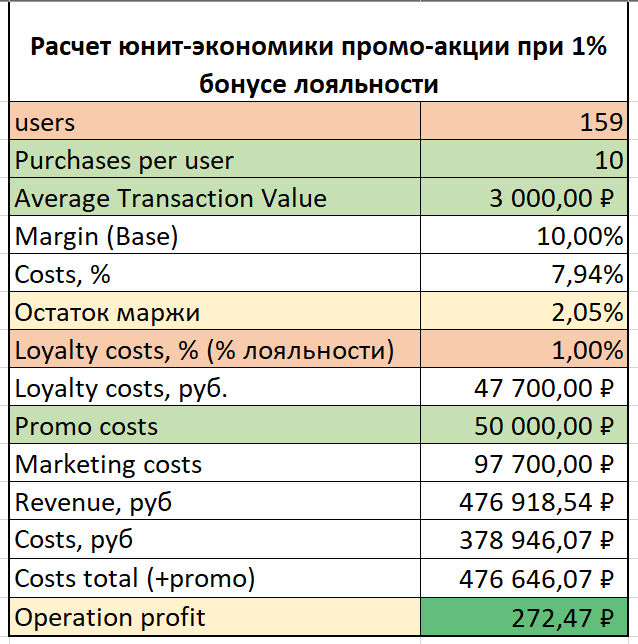 Расчет юнит-экономики промо-акции при 1%
бонусе лояльности
users 159
Purchases per user 10
Average Transaction Value 3 000,00 ₽
Margin (Base) 10,00%
Costs, % 7,94%
Остаток маржи 2,05%
Loyalty costs, % (% лояльности) 1,00%
Loyalty costs, руб. 47 700,00 ₽
Promo costs 50 000,00 ₽
Marketing costs 97 700,00 ₽
Revenue, руб 476 918,54 ₽
Costs, руб 378 946,07 ₽
Costs total (+promo) 476 646,07 ₽
Operation profit 272,47 ₽